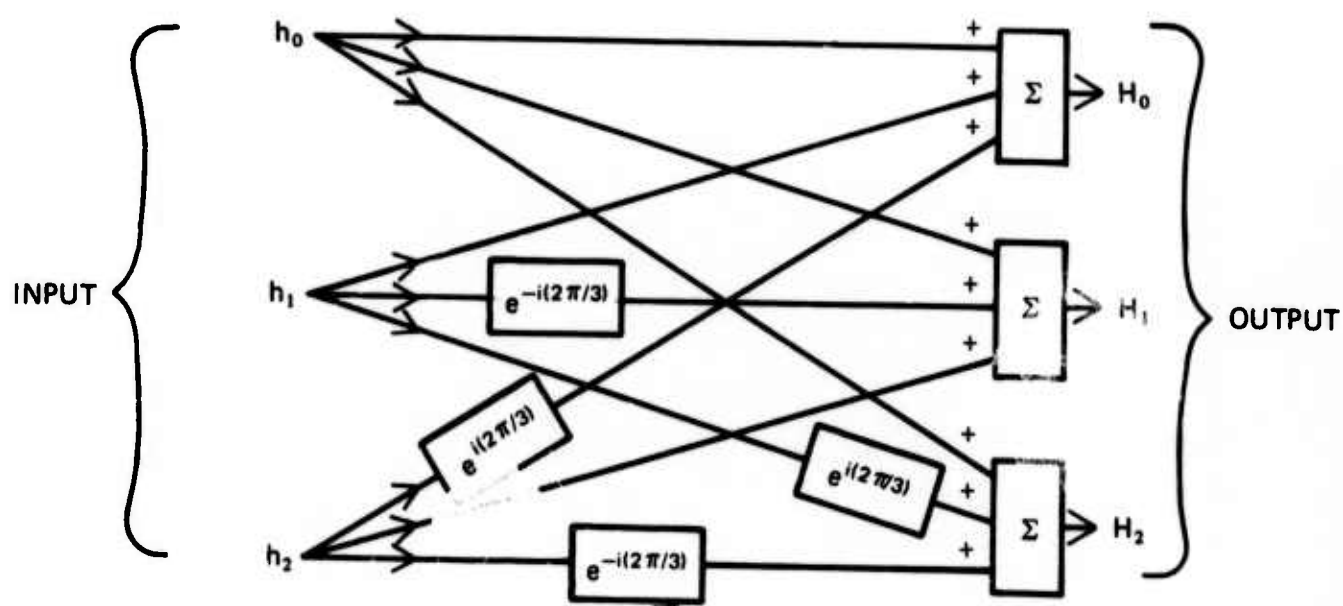 h₀
+
+
Σ
H₀
+
+
INPUT
h₁
e^{-i(2π/3)}
+
Σ
H₁
OUTPUT
+
e^{i(2π/3)}
+
e^{i(2π/3)}
+
Σ
H₂
h₂
e^{-i(2π/3)}
+